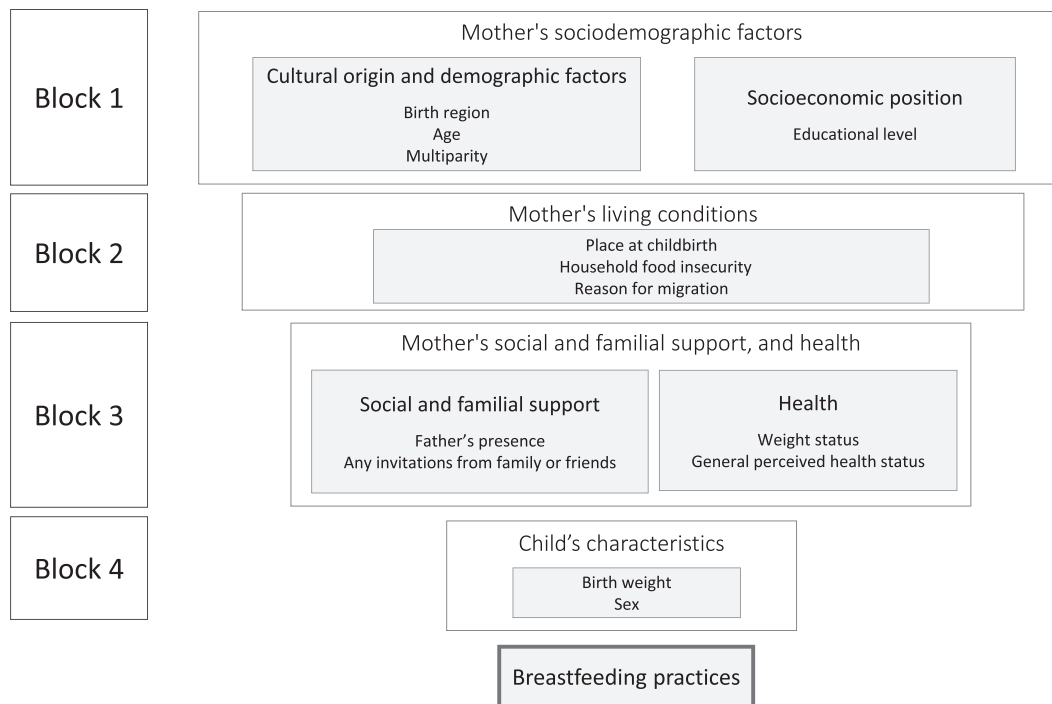 Block 1
Mother's sociodemographic factors
Cultural origin and demographic factors
Birth region
Age
Multiparity
Socioeconomic position
Educational level
Block 2
Mother's living conditions
Place at childbirth
Household food insecurity
Reason for migration
Block 3
Mother's social and familial support, and health
Social and familial support
Father’s presence
Any invitations from family or friends
Health
Weight status
General perceived health status
Block 4
Child’s characteristics
Birth weight
Sex
Breastfeeding practices